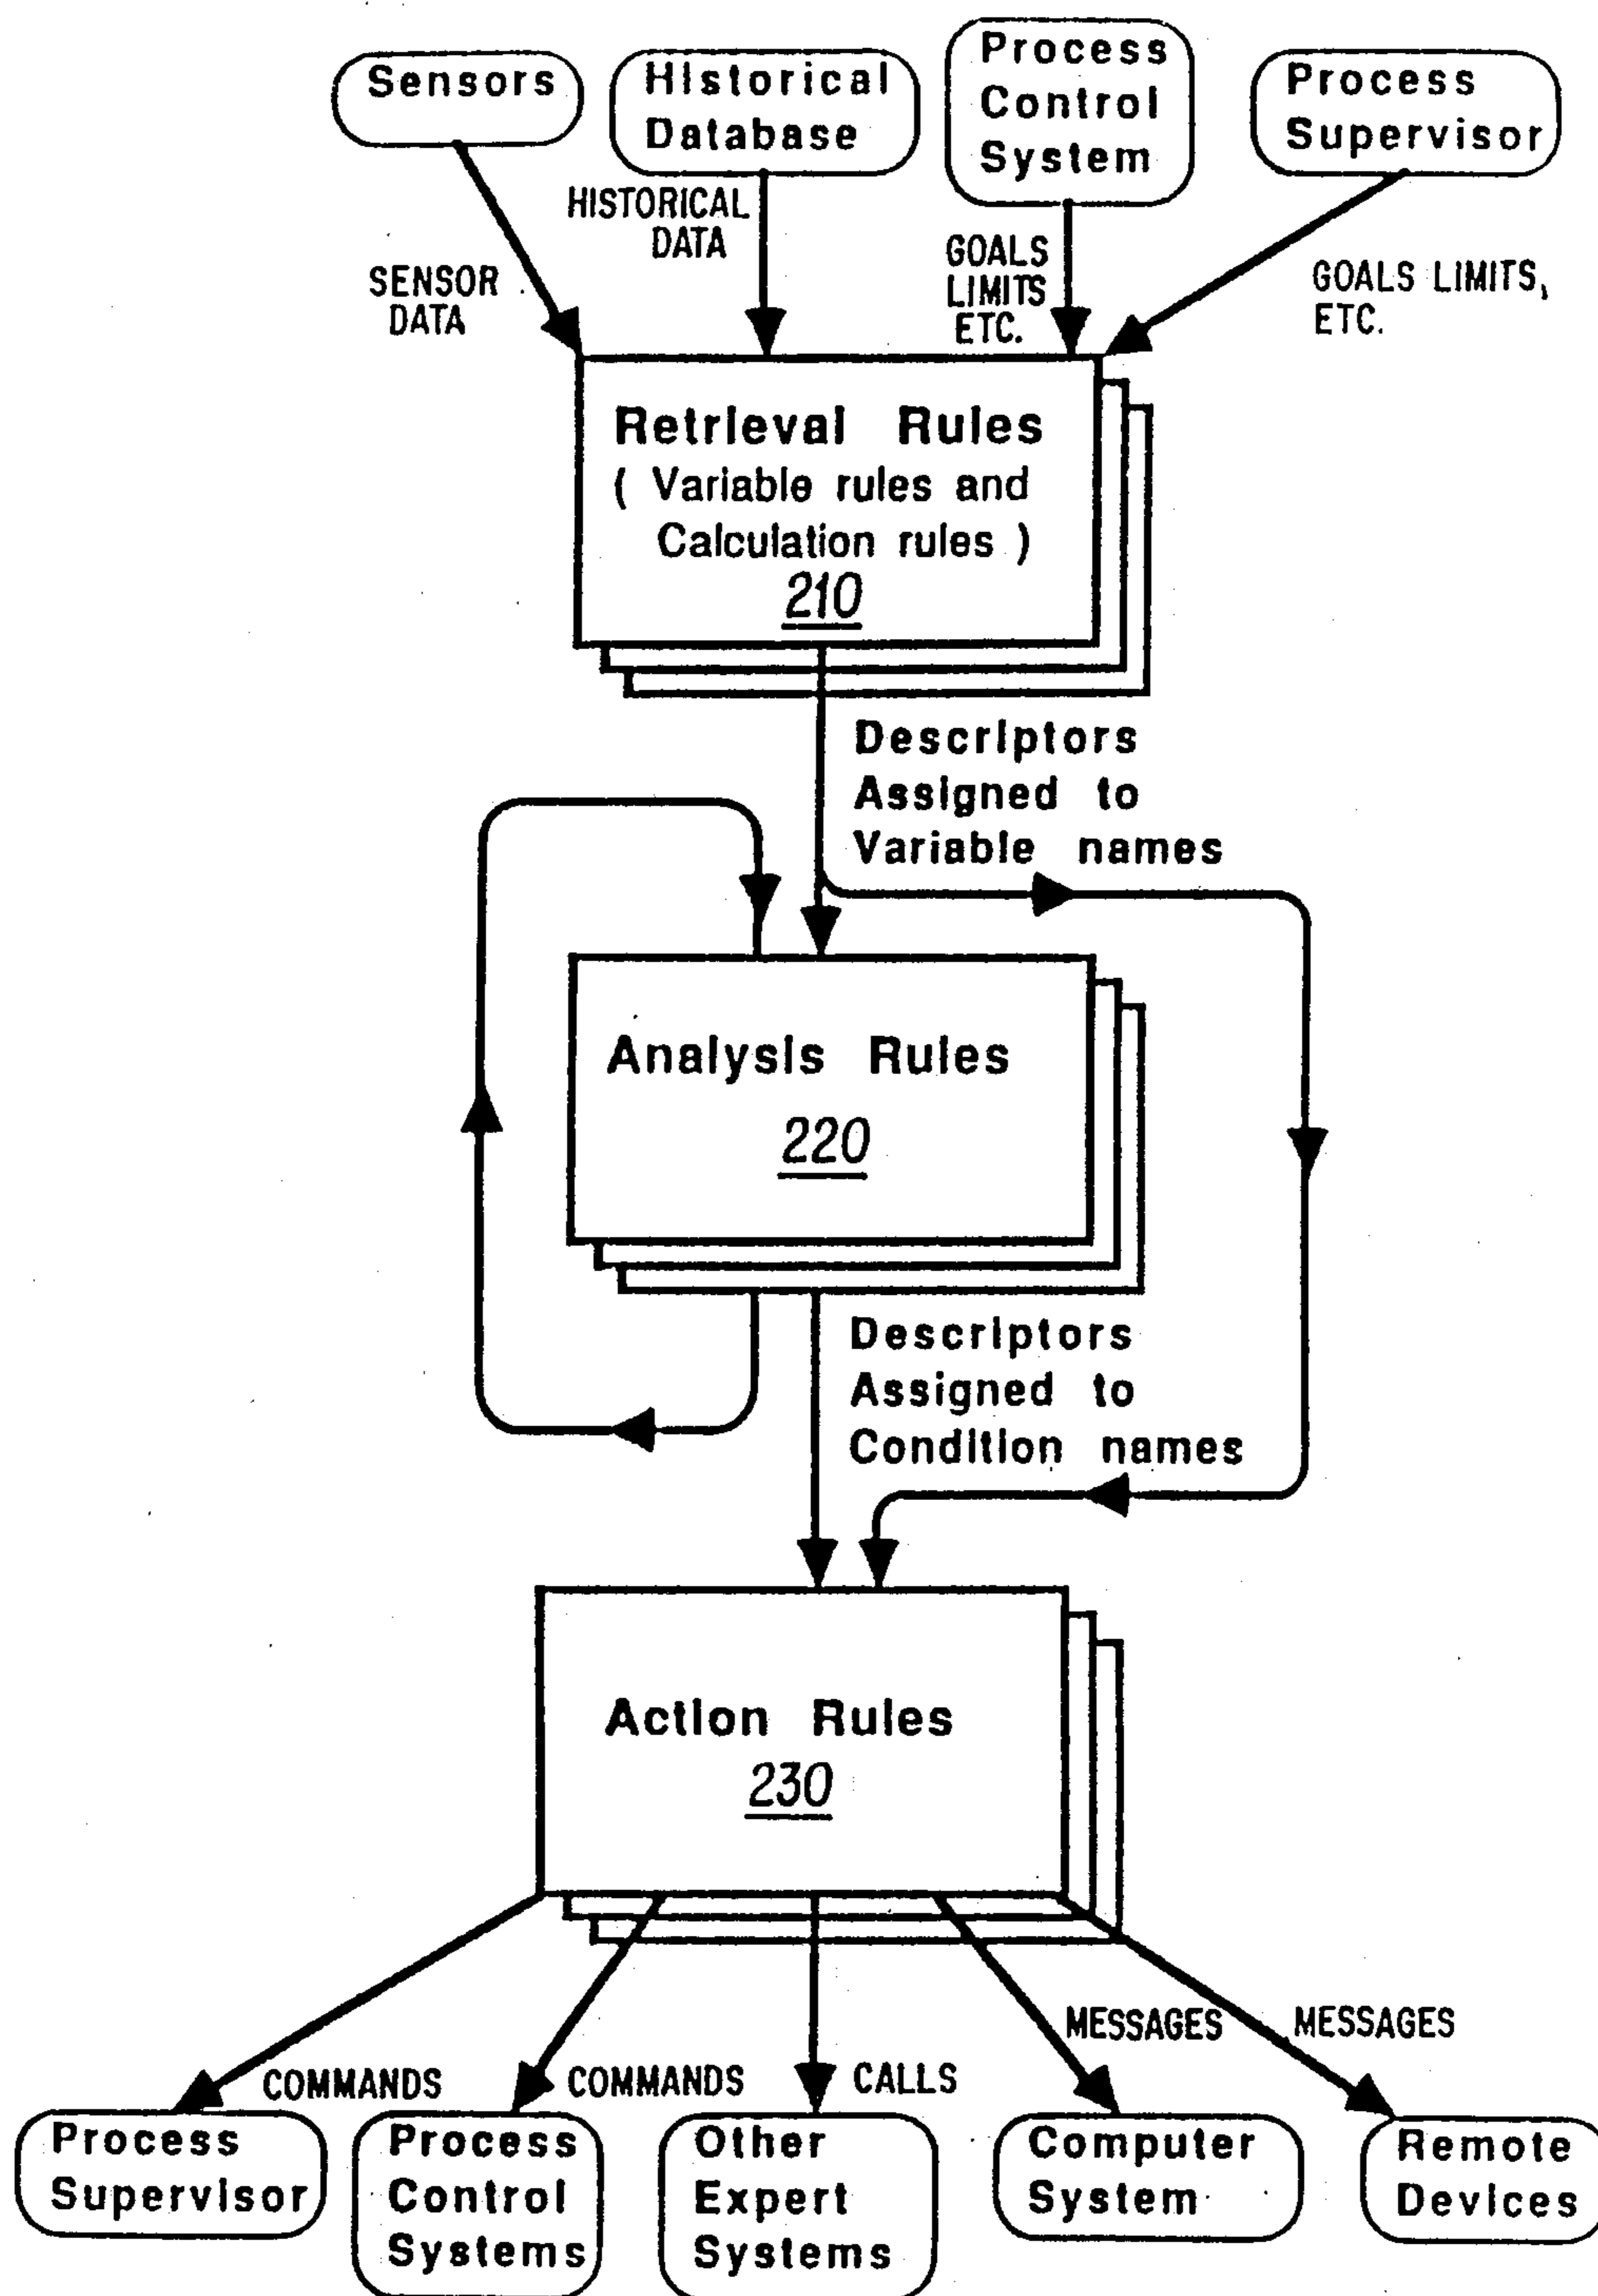 Sensors
Historical
Database
Process
Control
System
Process
Supervisor
HISTORICAL
DATA
SENSOR
DATA
GOALS
LIMITS
ETC.
GOALS LIMITS,
ETC.
Retrieval Rules
( Variable rules and
Calculation rules )
210
Descriptors
Assigned to
Variable names
Analysis Rules
220
Descriptors
Assigned to
Condition names
Action Rules
230
COMMANDS
COMMANDS
CALLS
MESSAGES
MESSAGES
Process
Supervisor
Process
Control
Systems
Other
Expert
Systems
Computer
System
Remote
Devices